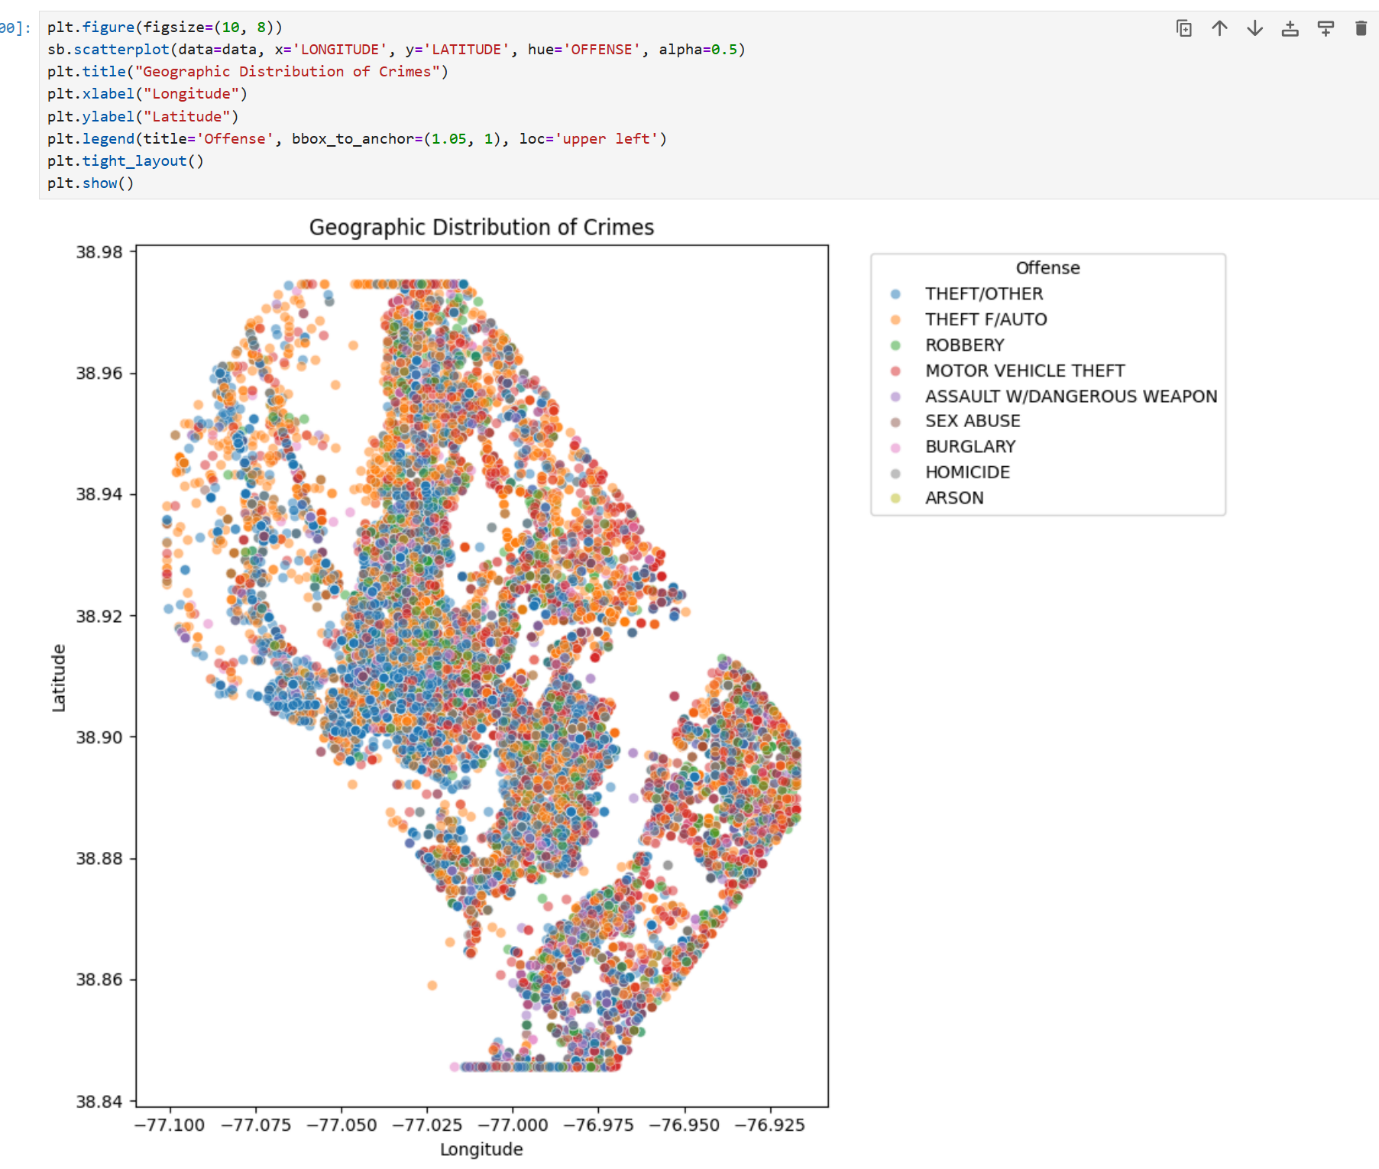 00]:
plt.figure(figsize=(10, 8))
sb.scatterplot(data=data, x='LONGITUDE', y='LATITUDE', hue='OFFENSE', alpha=0.5)
plt.title("Geographic Distribution of Crimes")
plt.xlabel("Longitude")
plt.ylabel("Latitude")
plt.legend(title='Offense', bbox_to_anchor=(1.05, 1), loc='upper left')
plt.tight_layout()
plt.show()
Geographic Distribution of Crimes
38.98
38.96
38.94
38.92
38.90
38.88
38.86
38.84
Latitude
−77.100 −77.075 −77.050 −77.025 −77.000 −76.975 −76.950 −76.925
Longitude
Offense
THEFT/OTHER
THEFT F/AUTO
ROBBERY
MOTOR VEHICLE THEFT
ASSAULT W/DANGEROUS WEAPON
SEX ABUSE
BURGLARY
HOMICIDE
ARSON